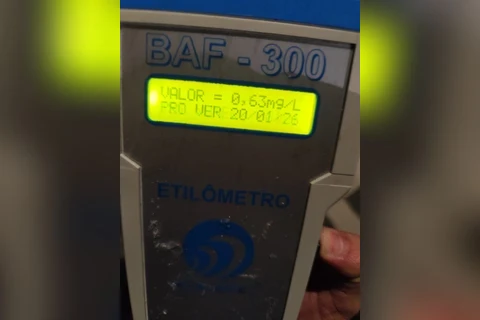 BAF - 300
VALOR = 0,63mg/L
PRO VER 20/01/26
ETILÔMETRO